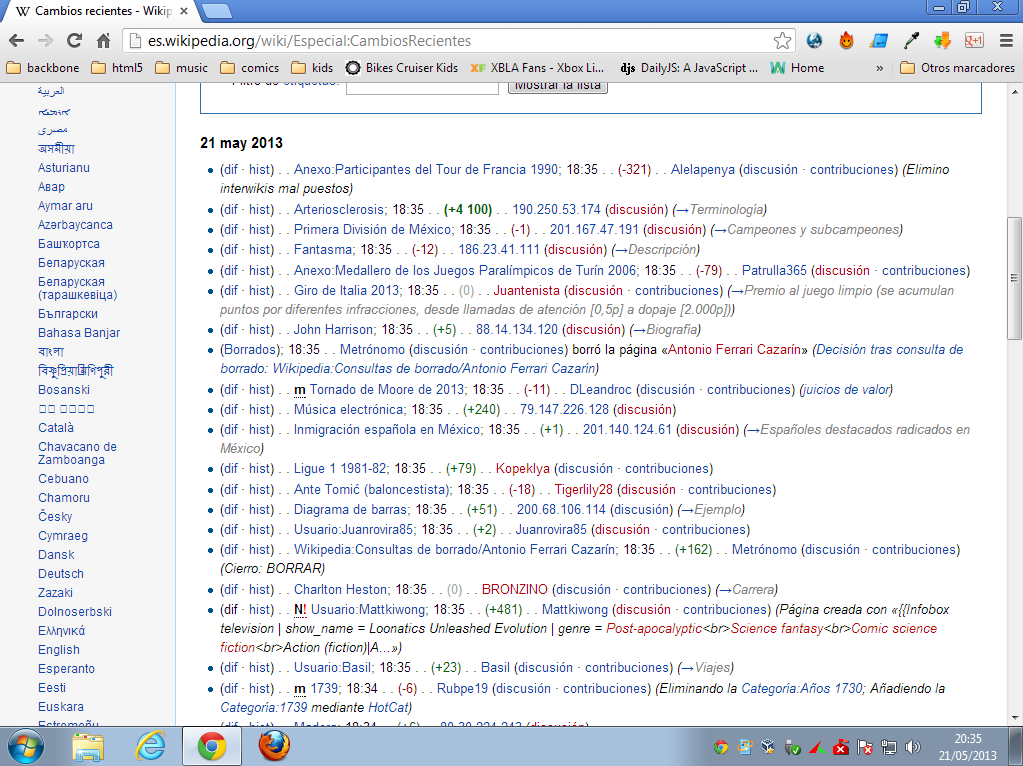 Cambios recientes - Wikip
es.wikipedia.org/wiki/Especial:CambiosRecientes
backbone html5 music comics kids Bikes Cruiser Kids XBLA Fans - Xbox Li... DailyJS: A JavaScript ... Home » Otros marcadores
Filtro de etiquetas: Mostrar la lista
21 may 2013
(dif · hist) . . Anexo:Participantes del Tour de Francia 1990; 18:35 . . (-321) . . Alelapenya (discusión · contribuciones) (Elimino
interwikis mal puestos)
(dif · hist) . . Arteriosclerosis; 18:35 . . (+4 100) . . 190.250.53.174 (discusión) (→Terminología)
(dif · hist) . . Primera División de México; 18:35 . . (-1) . . 201.167.47.191 (discusión) (→Campeones y subcampeones)
(dif · hist) . . Fantasma; 18:35 . . (-12) . . 186.23.41.111 (discusión) (→Descripción)
(dif · hist) . . Anexo:Medallero de los Juegos Paralímpicos de Turín 2006; 18:35 . . (-79) . . Patrulla365 (discusión · contribuciones)
(dif · hist) . . Giro de Italia 2013; 18:35 . . (0) . . Juantenista (discusión · contribuciones) (→Premio al juego limpio (se acumulan
puntos por diferentes infracciones, desde llamadas de atención [0,5p] a dopaje [2.000p]))
(dif · hist) . . John Harrison; 18:35 . . (+5) . . 88.14.134.120 (discusión) (→Biografía)
(Borrados); 18:35 . . Metrónomo (discusión · contribuciones) borró la página «Antonio Ferrari Cazarín» (Decisión tras consulta de
borrado: Wikipedia:Consultas de borrado/Antonio Ferrari Cazarín)
(dif · hist) . . m Tornado de Moore de 2013; 18:35 . . (-11) . . DLeandroc (discusión · contribuciones) (juicios de valor)
(dif · hist) . . Música electrónica; 18:35 . . (+240) . . 79.147.226.128 (discusión)
(dif · hist) . . Inmigración española en México; 18:35 . . (+1) . . 201.140.124.61 (discusión) (→Españoles destacados radicados en
México)
(dif · hist) . . Ligue 1 1981-82; 18:35 . . (+79) . . Kopeklya (discusión · contribuciones)
(dif · hist) . . Ante Tomić (baloncestista); 18:35 . . (-18) . . Tigerlily28 (discusión · contribuciones)
(dif · hist) . . Diagrama de barras; 18:35 . . (+51) . . 200.68.106.114 (discusión) (→Ejemplo)
(dif · hist) . . Usuario:Juanrovira85; 18:35 . . (+2) . . Juanrovira85 (discusión · contribuciones)
(dif · hist) . . Wikipedia:Consultas de borrado/Antonio Ferrari Cazarín; 18:35 . . (+162) . . Metrónomo (discusión · contribuciones)
(Cierro: BORRAR)
(dif · hist) . . Charlton Heston; 18:35 . . (0) . . BRONZINO (discusión · contribuciones) (→Carrera)
(dif · hist) . . N! Usuario:Mattkiwong; 18:35 . . (+481) . . Mattkiwong (discusión · contribuciones) (Página creada con «{{Infobox
television | show_name = Loonatics Unleashed Evolution | genre = Post-apocalyptic<br>Science fantasy<br>Comic science
fiction<br>Action (fiction)|A...»)
(dif · hist) . . Usuario:Basil; 18:35 . . (+23) . . Basil (discusión · contribuciones) (→Viajes)
(dif · hist) . . m 1739; 18:34 . . (-6) . . Rubpe19 (discusión · contribuciones) (Eliminando la Categoría:Años 1730; Añadiendo la
Categoría:1739 mediante HotCat)
العربية
ܐܪܡܝܐ
مصرى
অসমীয়া
Asturianu
Авар
Aymar aru
Azərbaycanca
Башҡортса
Беларуская
Беларуская
(тарашкевіца)
Български
Bahasa Banjar
বাংলা
বিষ্ণুপ্রিয়া মণিপুরী
Bosanski
Català
Chavacano de
Zamboanga
Cebuano
Chamoru
Česky
Cymraeg
Dansk
Deutsch
Zazaki
Dolnoserbski
Ελληνικά
English
Esperanto
Eesti
Euskara
Estremeñu
20:35
21/05/2013